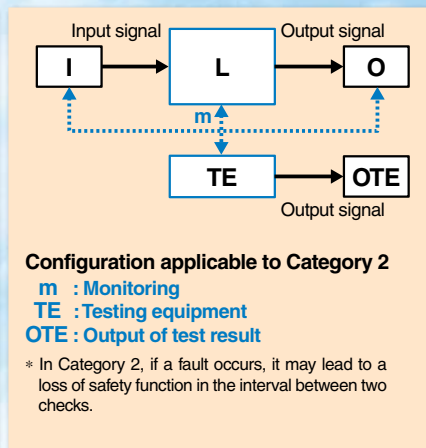 Input signal
Output signal
I
L
O
m
TE
OTE
Output signal
Configuration applicable to Category 2
m : Monitoring
TE : Testing equipment
OTE : Output of test result
* In Category 2, if a fault occurs, it may lead to a
loss of safety function in the interval between two
checks.